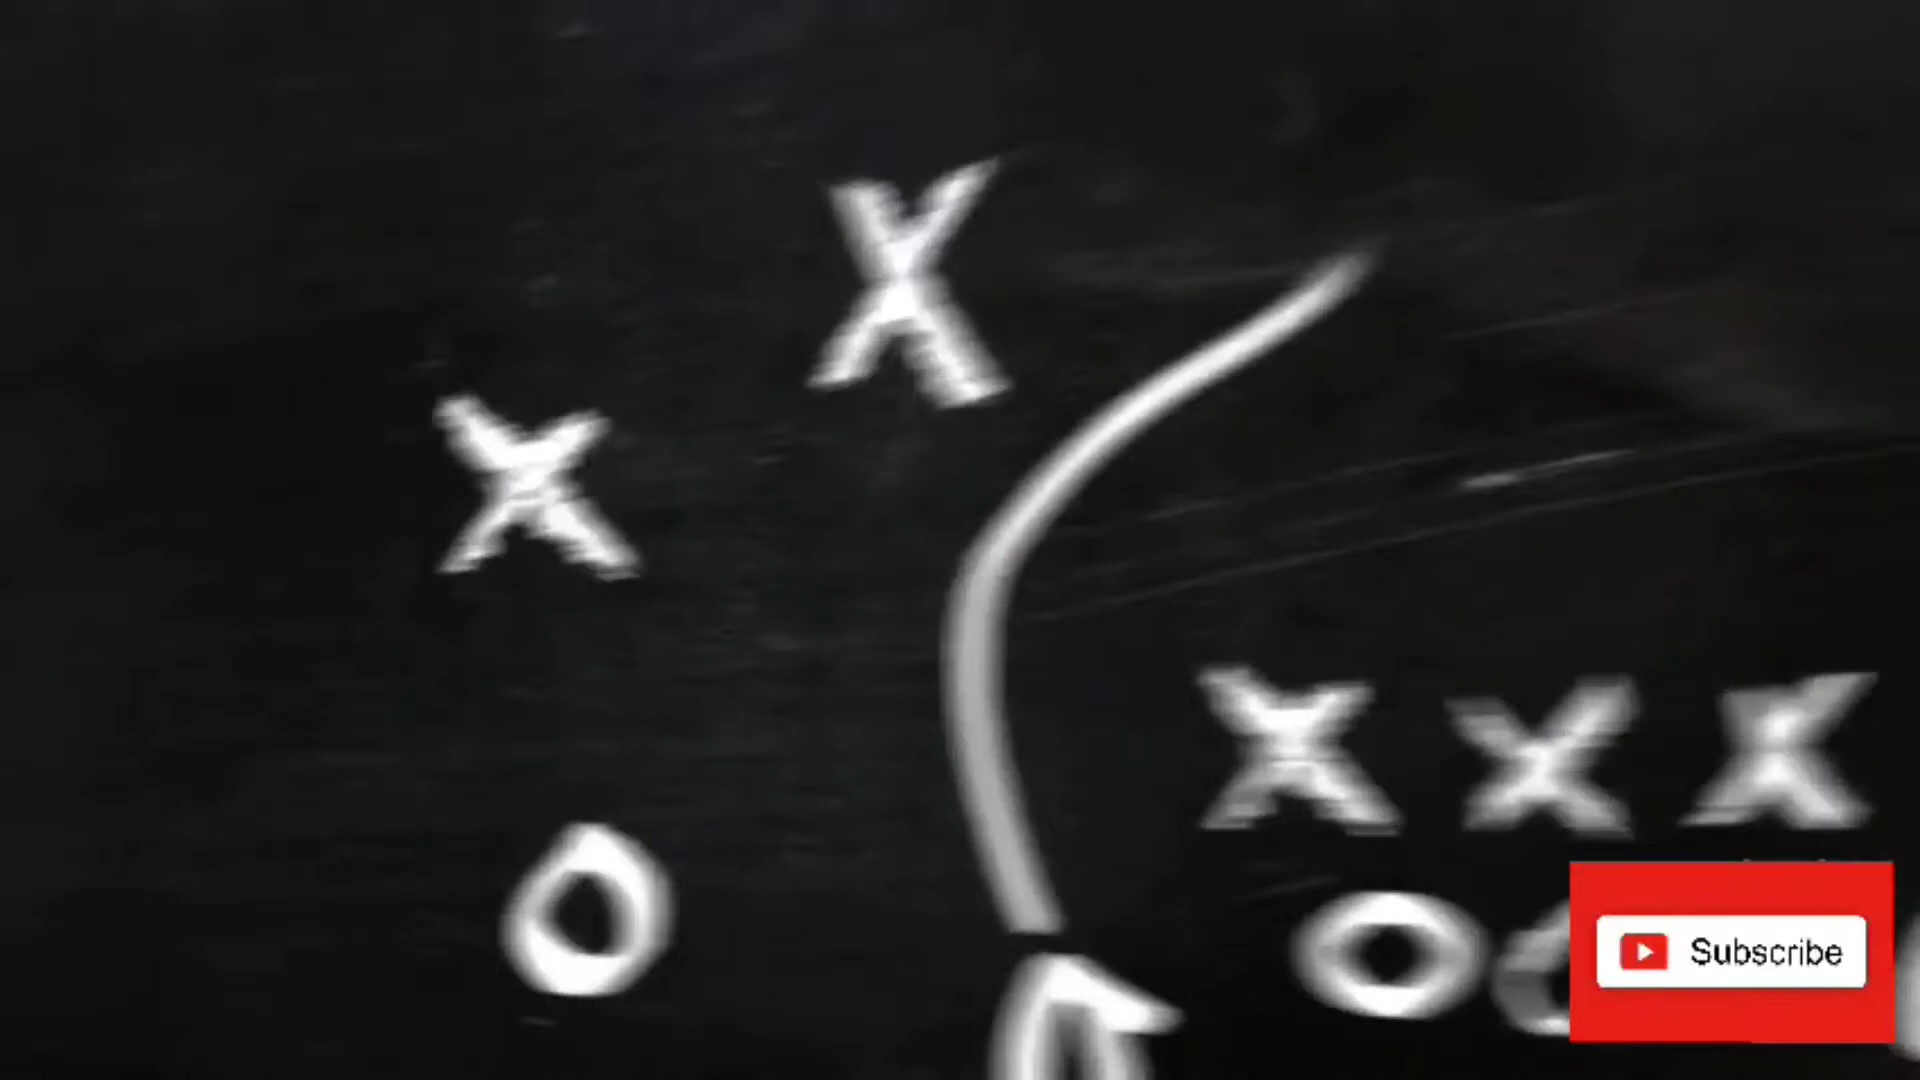 X
X
X X X
O O
Subscribe